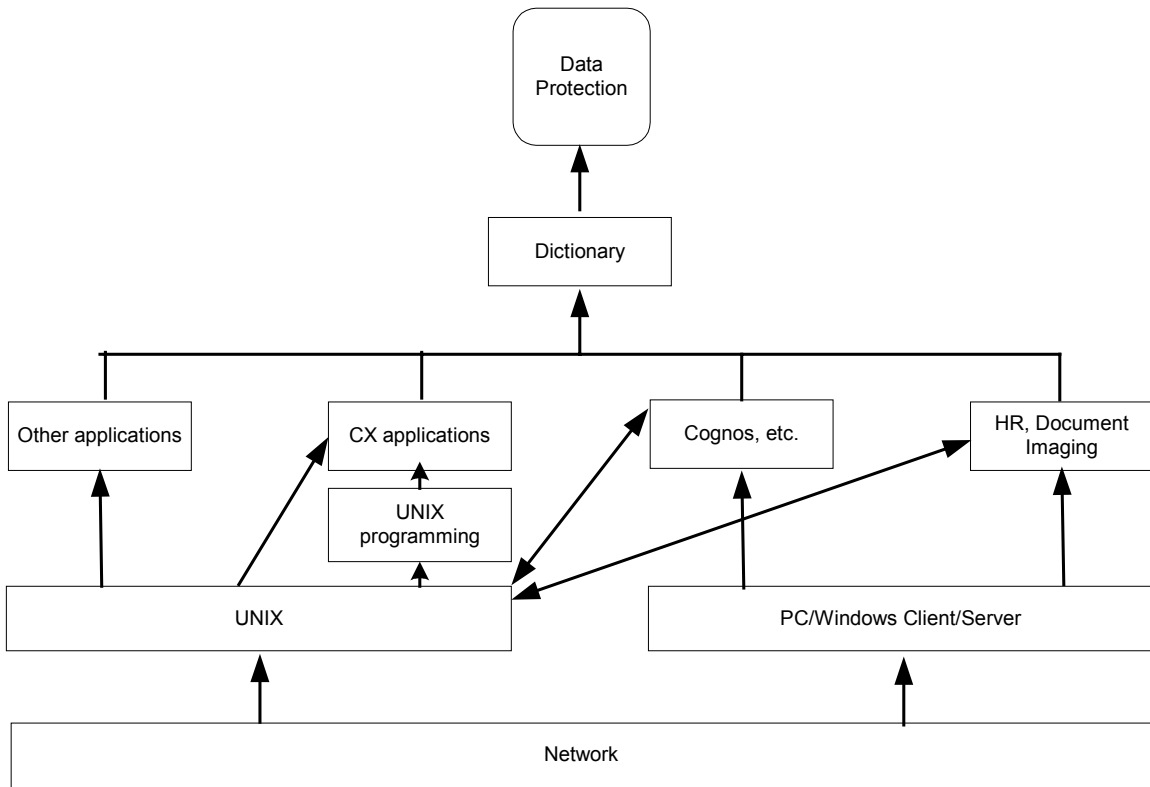 Data
Protection
Dictionary
Other applications
CX applications
Cognos, etc.
HR, Document
Imaging
UNIX
programming
UNIX
PC/Windows Client/Server
Network